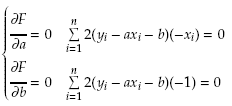 ∂F/∂a = 0   ∑_{i=1}^{n} 2(y_i − ax_i − b)(−x_i) = 0
∂F/∂b = 0   ∑_{i=1}^{n} 2(y_i − ax_i − b)(−1) = 0